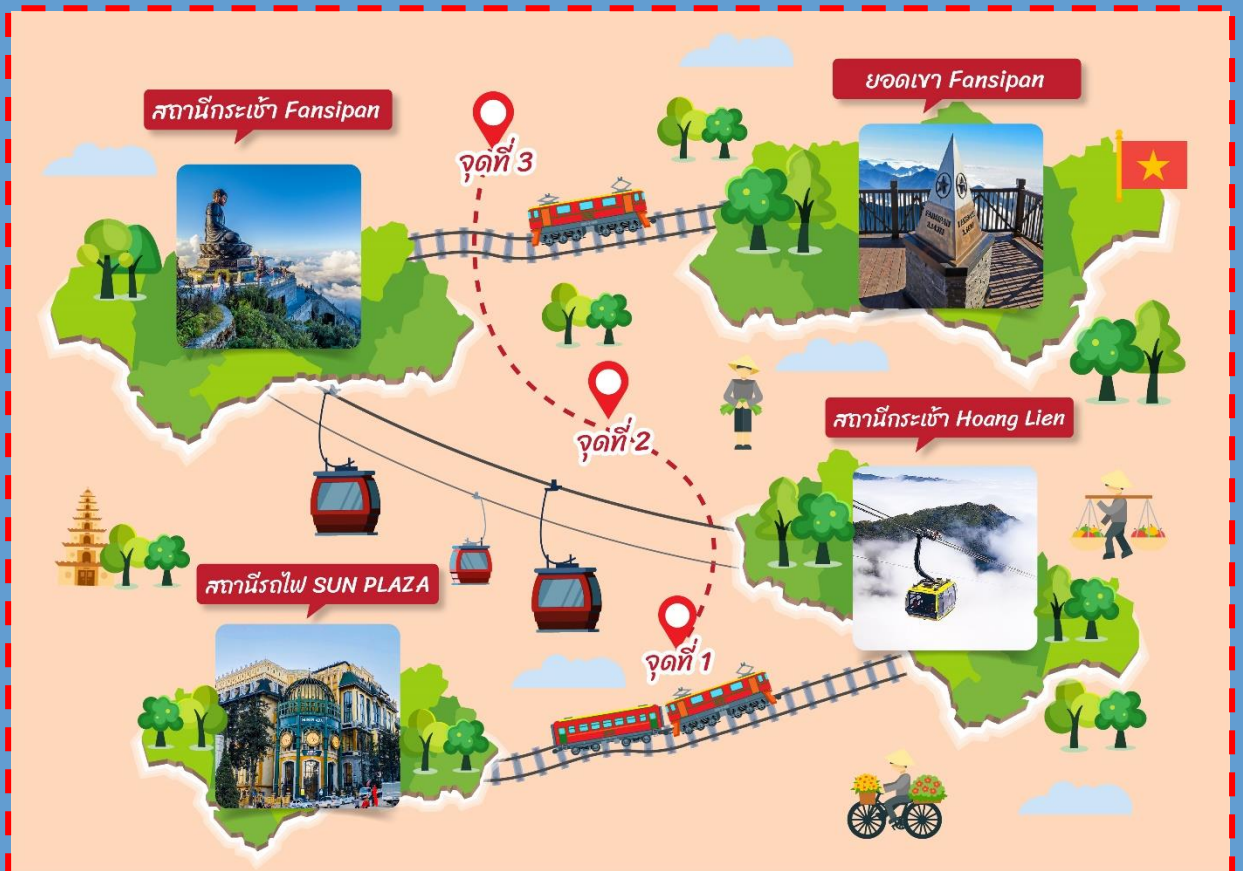 สถานีกระเช้า Fansipan
ยอดเขา Fansipan
จุดที่ 3
FANSIPAN
จุดที่ 2
สถานีกระเช้า Hoang Lien
สถานีรถไฟ SUN PLAZA
จุดที่ 1